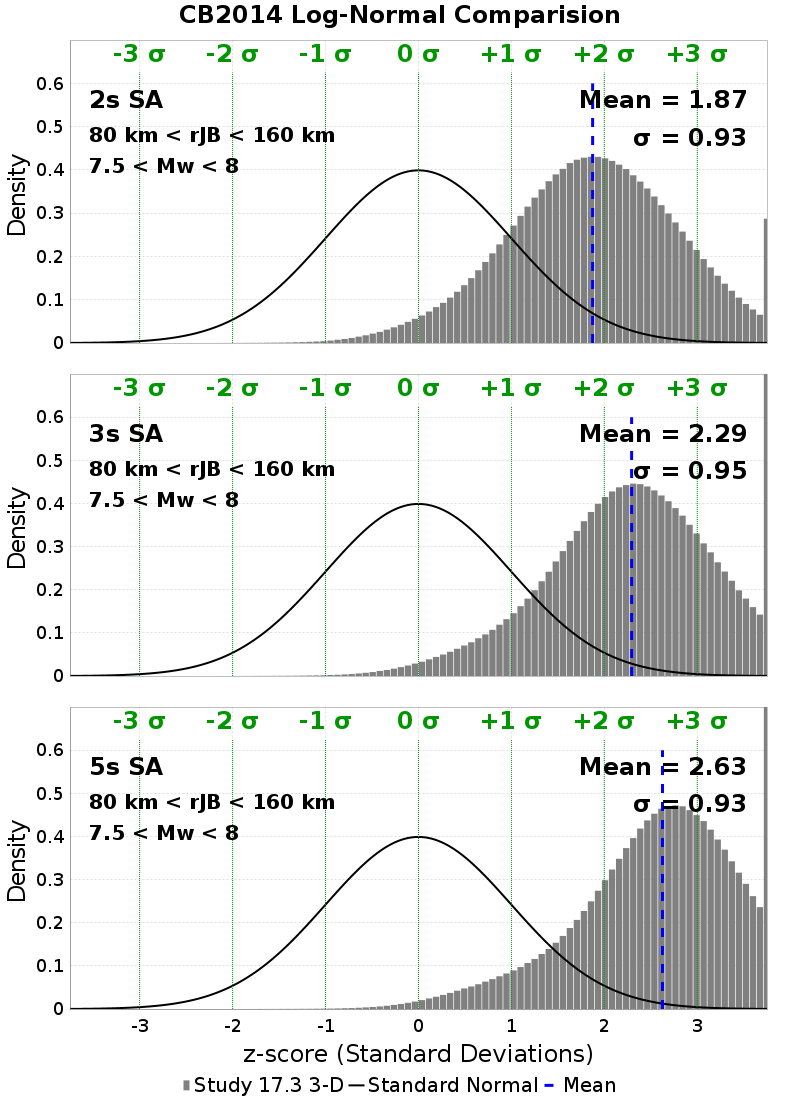 CB2014 Log-Normal Comparision
-3 σ -2 σ -1 σ 0 σ +1 σ +2 σ +3 σ
0.6
2s SA Mean = 1.87
0.5
80 km < rJB < 160 km σ = 0.93
7.5 < Mw < 8
0.4
0.3
0.2
0.1
0
Density
-3 σ -2 σ -1 σ 0 σ +1 σ +2 σ +3 σ
0.6
3s SA Mean = 2.29
0.5
80 km < rJB < 160 km σ = 0.95
7.5 < Mw < 8
0.4
0.3
0.2
0.1
0
Density
-3 σ -2 σ -1 σ 0 σ +1 σ +2 σ +3 σ
0.6
5s SA Mean = 2.63
0.5
80 km < rJB < 160 km σ = 0.93
7.5 < Mw < 8
0.4
0.3
0.2
0.1
0
Density
-3 -2 -1 0 1 2 3
z-score (Standard Deviations)
Study 17.3 3-D Standard Normal Mean